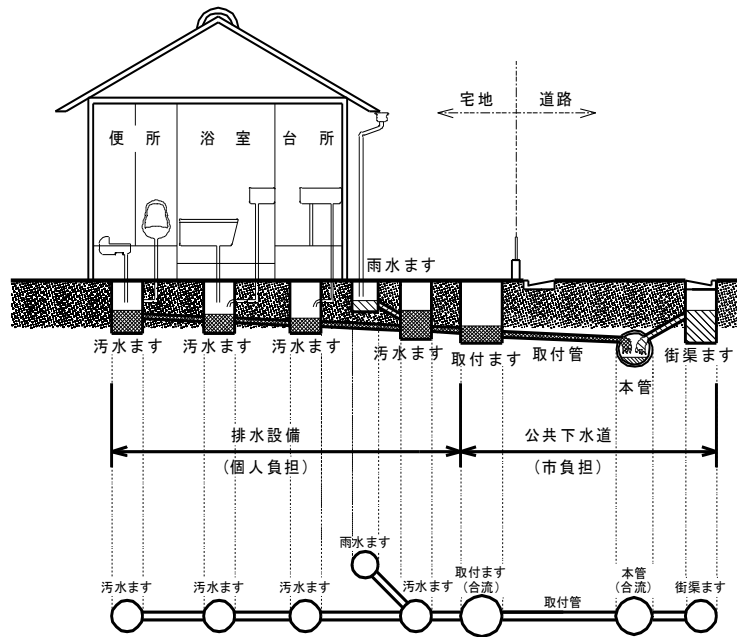 宅地 道路
便所 浴室 台所
雨水ます
汚水ます 汚水ます 汚水ます 汚水ます 取付ます 取付管 街渠ます
本管
排水設備 公共下水道
(個人負担) (市負担)
雨水ます
汚水ます 汚水ます 汚水ます 汚水ます 取付ます 取付管 本管 街渠ます
(合流) (合流)